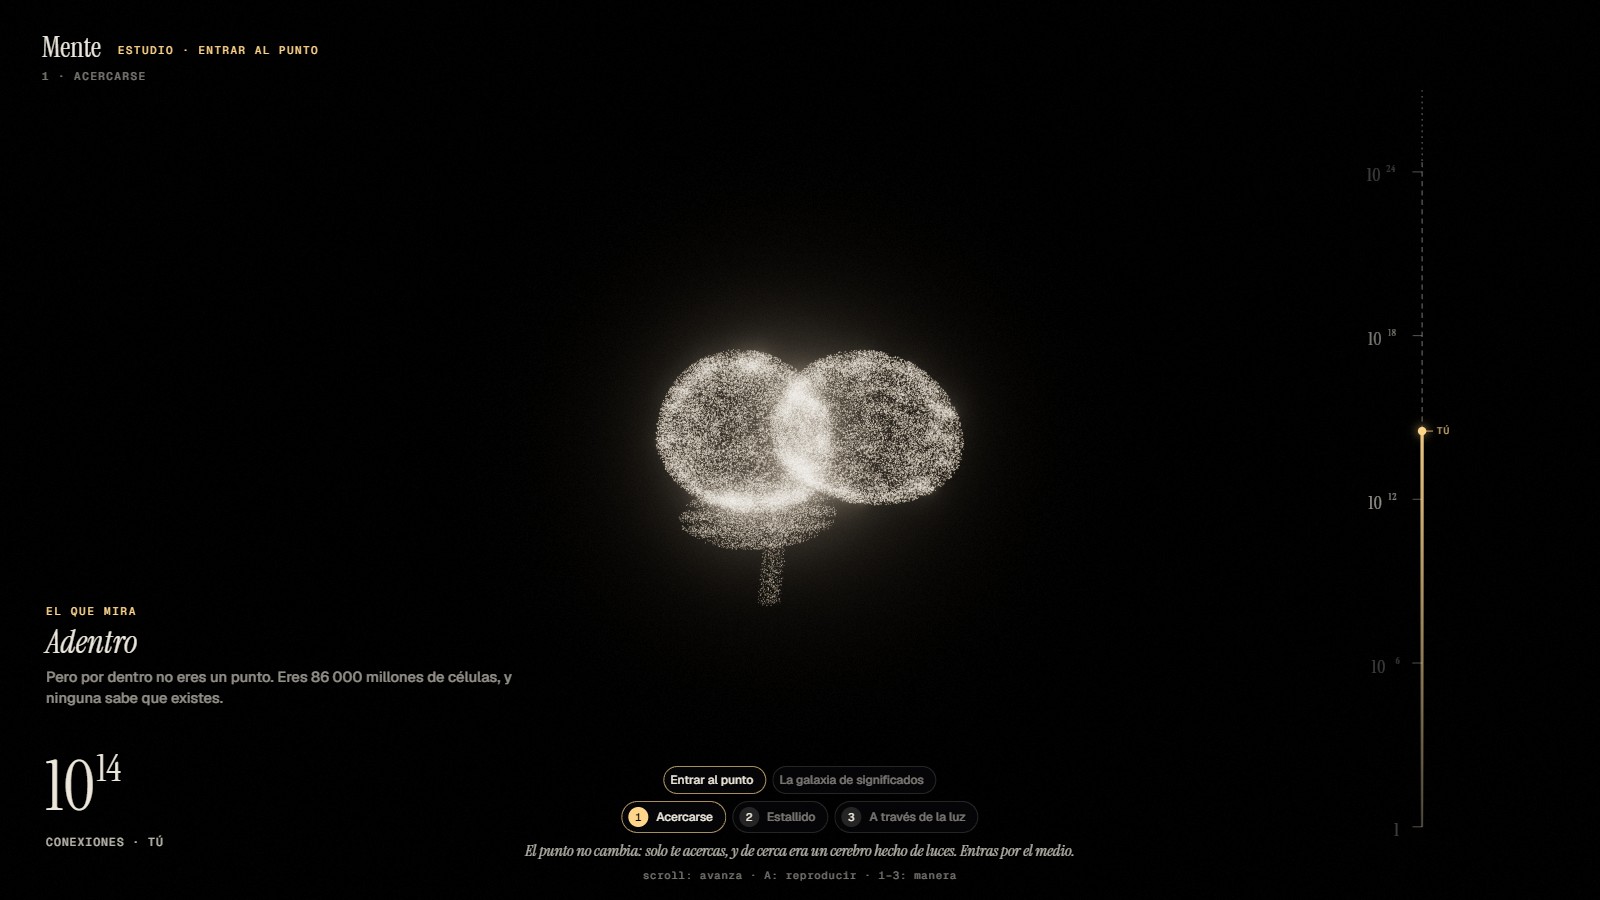 Mente ESTUDIO · ENTRAR AL PUNTO
1 · ACERCARSE
10 24
10 18
TÚ
10 12
10 6
1
EL QUE MIRA
Adentro
Pero por dentro no eres un punto. Eres 86 000 millones de células, y
ninguna sabe que existes.
10 14
CONEXIONES · TÚ
Entrar al punto La galaxia de significados
1 Acercarse 2 Estallido 3 A través de la luz
El punto no cambia: solo te acercas, y de cerca era un cerebro hecho de luces. Entras por el medio.
scroll: avanza · A: reproducir · 1–3: manera